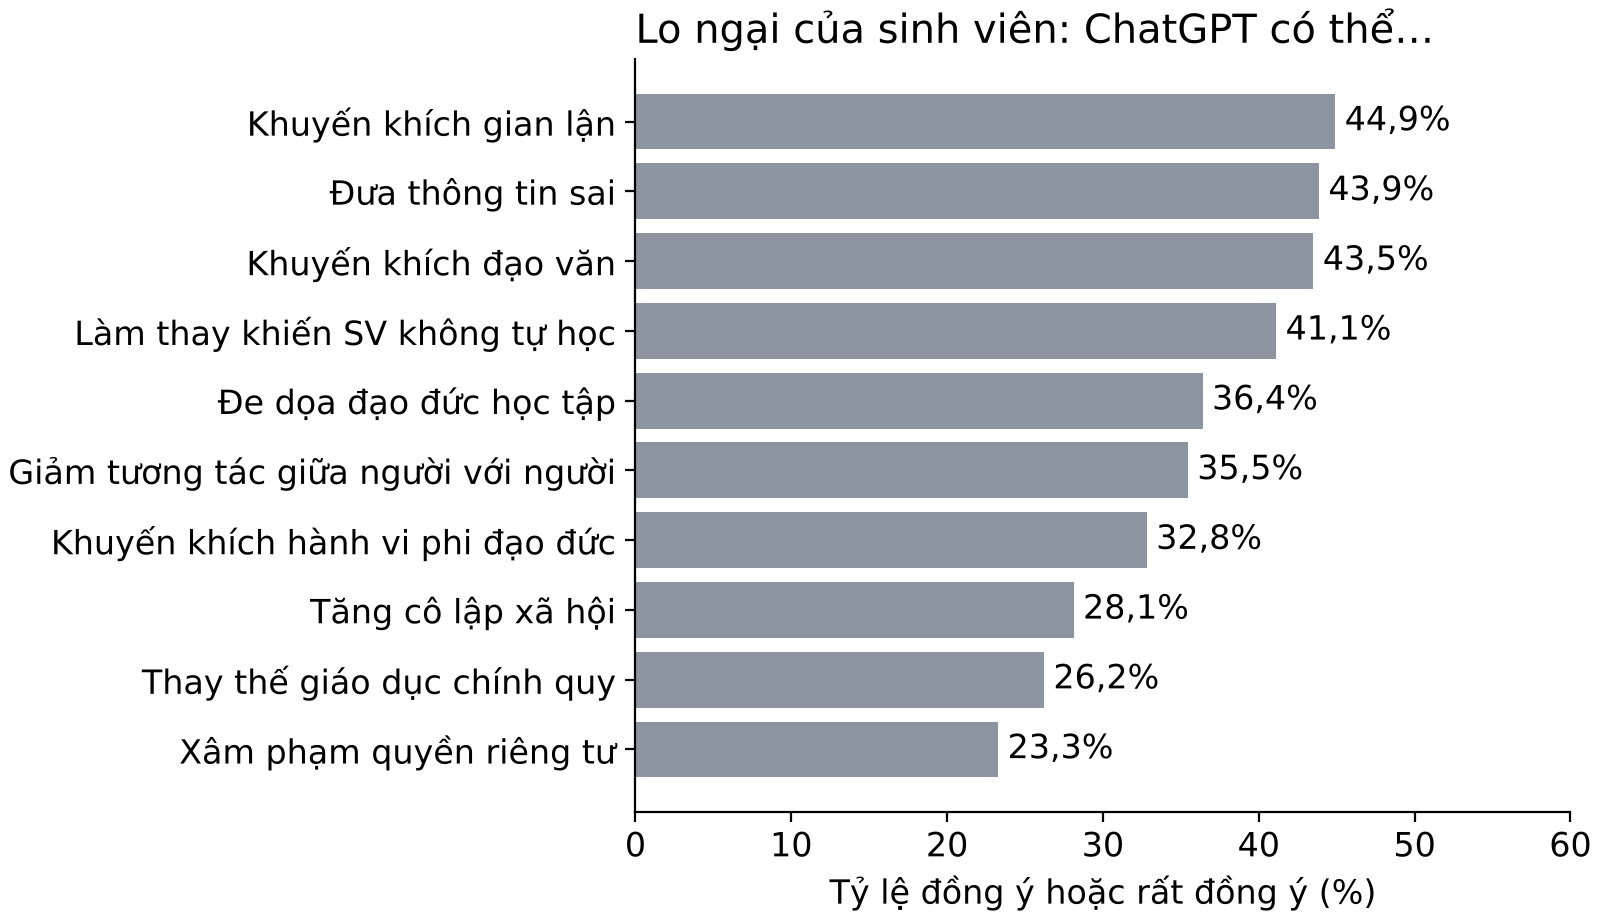 Lo ngại của sinh viên: ChatGPT có thể...
Khuyến khích gian lận 44,9%
Đưa thông tin sai 43,9%
Khuyến khích đạo văn 43,5%
Làm thay khiến SV không tự học 41,1%
Đe dọa đạo đức học tập 36,4%
Giảm tương tác giữa người với người 35,5%
Khuyến khích hành vi phi đạo đức 32,8%
Tăng cô lập xã hội 28,1%
Thay thế giáo dục chính quy 26,2%
Xâm phạm quyền riêng tư 23,3%
0 10 20 30 40 50 60
Tỷ lệ đồng ý hoặc rất đồng ý (%)